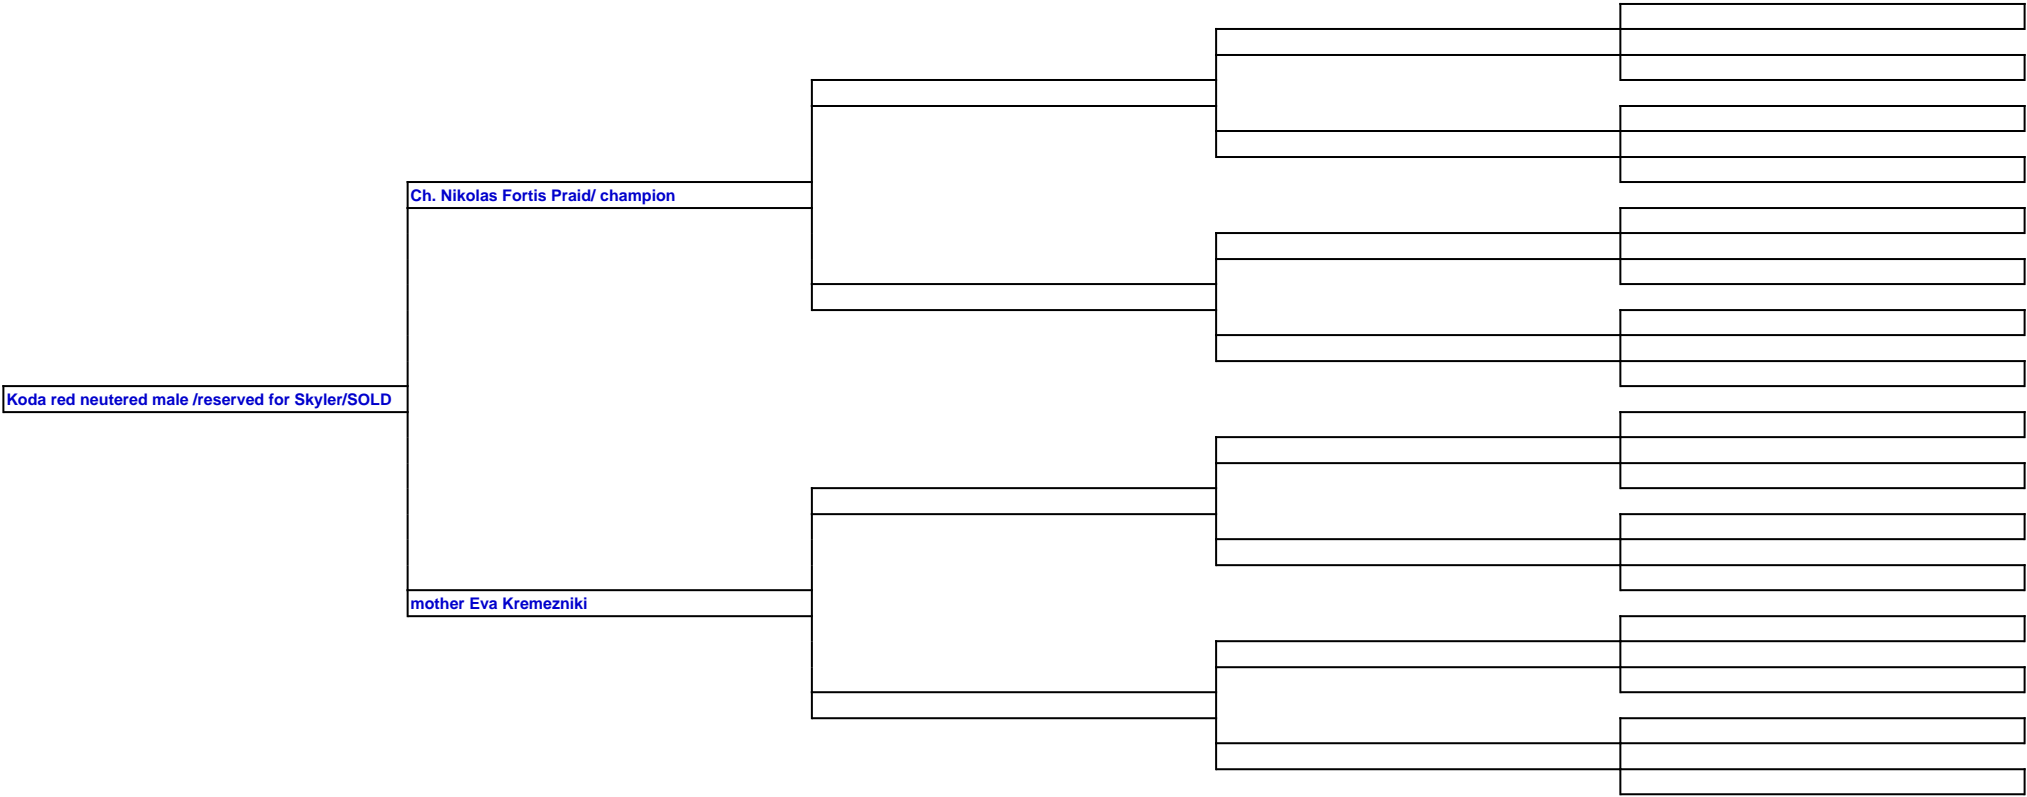 Ch. Nikolas Fortis Praid/ champion
Koda red neutered male /reserved for Skyler/SOLD
mother Eva Kremezniki